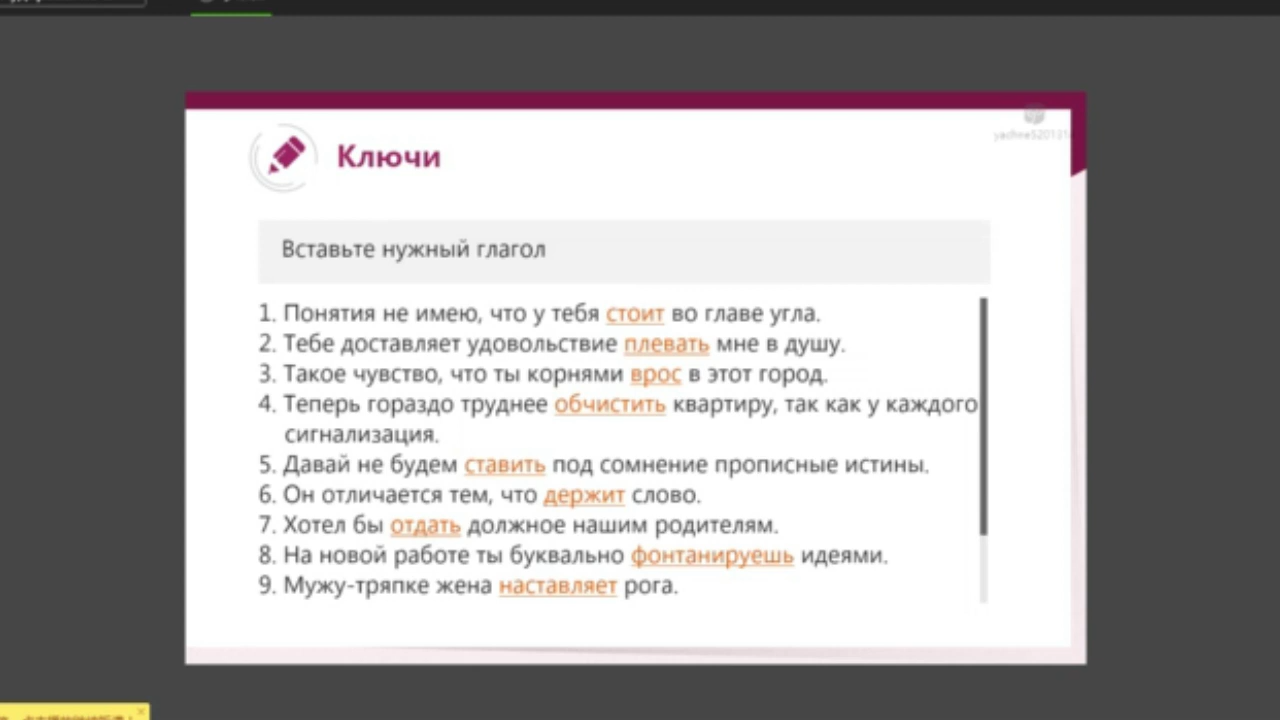 Ключи
Вставьте нужный глагол
1. Понятия не имею, что у тебя стоит во главе угла.
2. Тебе доставляет удовольствие плевать мне в душу.
3. Такое чувство, что ты корнями врос в этот город.
4. Теперь гораздо труднее обчистить квартиру, так как у каждого
сигнализация.
5. Давай не будем ставить под сомнение прописные истины.
6. Он отличается тем, что держит слово.
7. Хотел бы отдать должное нашим родителям.
8. На новой работе ты буквально фонтанируешь идеями.
9. Мужу-тряпке жена наставляет рога.